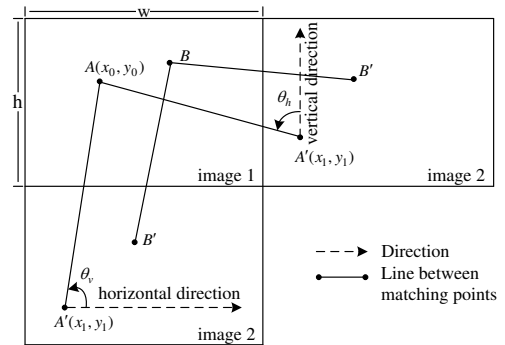 w
h
A(x₀, y₀)
B
B′
θₕ
vertical direction
A′(x₁, y₁)
image 1
image 2
B′
θᵥ
horizontal direction
A′(x₁, y₁)
image 2
Direction
Line between
matching points